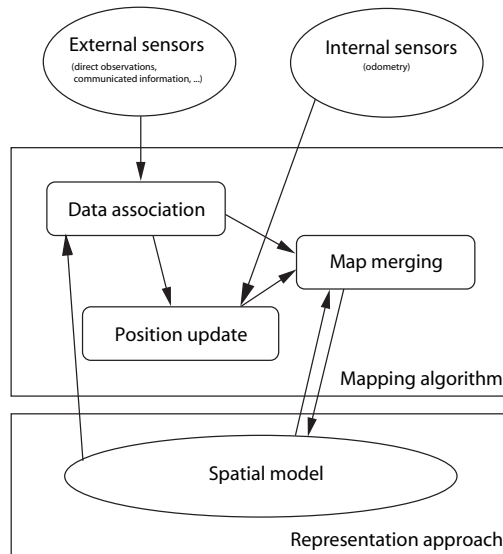 External sensors
(direct observations,
communicated information, ...)
Internal sensors
(odometry)
Data association
Map merging
Position update
Mapping algorithm
Spatial model
Representation approach